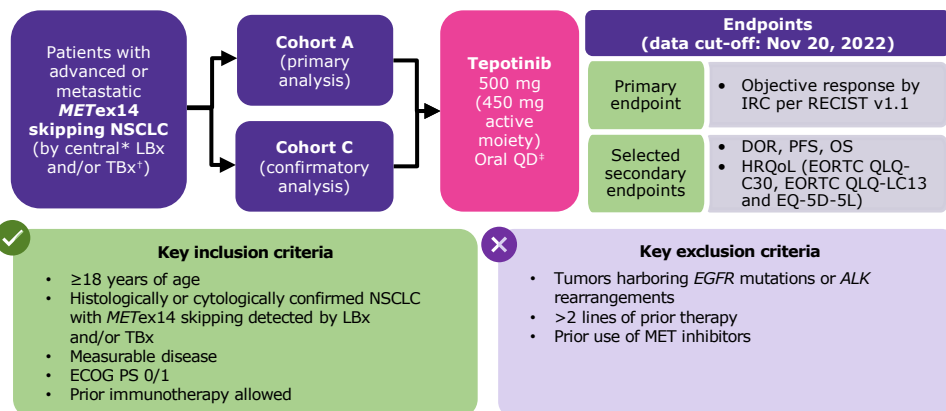 Patients with
advanced or
metastatic
METex14
skipping NSCLC
(by central* LBx
and/or TBx†)
Cohort A
(primary
analysis)
Cohort C
(confirmatory
analysis)
Tepotinib
500 mg
(450 mg
active
moiety)
Oral QD‡
Endpoints
(data cut-off: Nov 20, 2022)
Primary
endpoint
• Objective response by
IRC per RECIST v1.1
Selected
secondary
endpoints
• DOR, PFS, OS
• HRQoL (EORTC QLQ-
C30, EORTC QLQ-LC13
and EQ-5D-5L)
Key inclusion criteria
• ≥18 years of age
• Histologically or cytologically confirmed NSCLC
with METex14 skipping detected by LBx
and/or TBx
• Measurable disease
• ECOG PS 0/1
• Prior immunotherapy allowed
Key exclusion criteria
• Tumors harboring EGFR mutations or ALK
rearrangements
• >2 lines of prior therapy
• Prior use of MET inhibitors